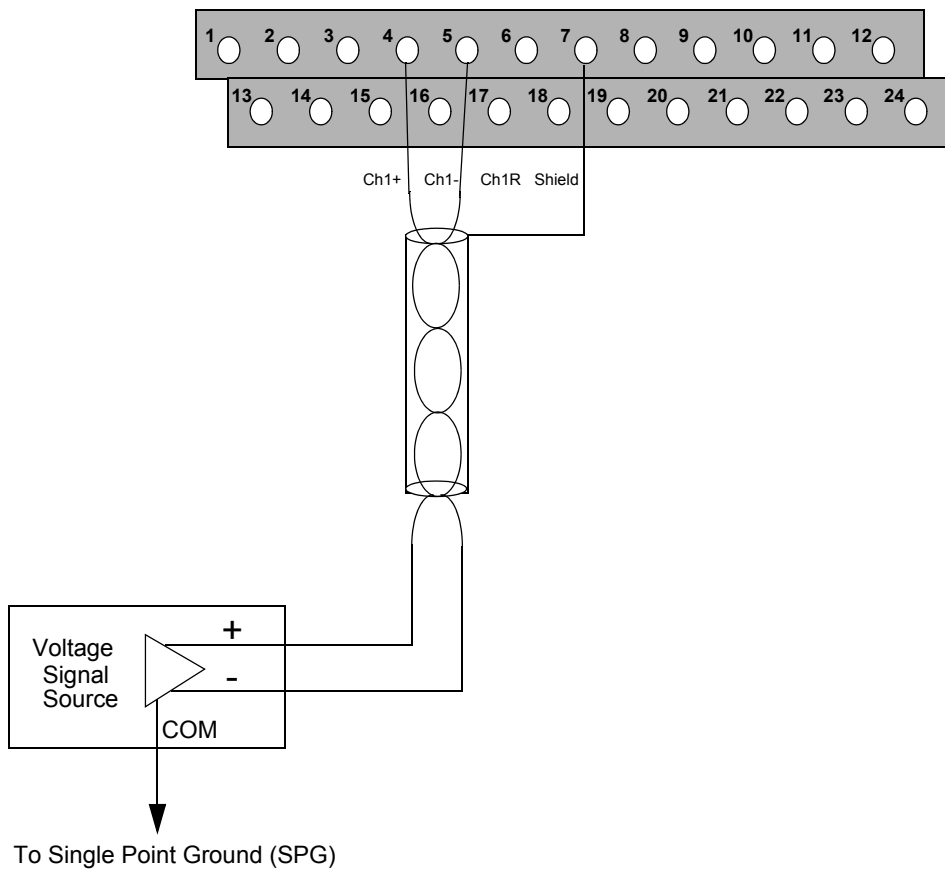 1 2 3 4 5 6 7 8 9 10 11 12
13 14 15 16 17 18 19 20 21 22 23 24
Ch1+ Ch1- Ch1R Shield
Voltage
Signal
Source
+
-
COM
To Single Point Ground (SPG)